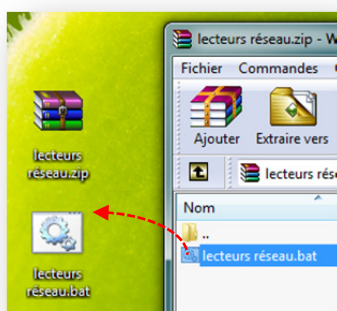 lecteurs réseau.zip - W
Fichier Commandes
Ajouter Extraire vers
lecteurs
réseau.zip
lecteurs rés
Nom
..
lecteurs réseau.bat
lecteurs
réseau.bat